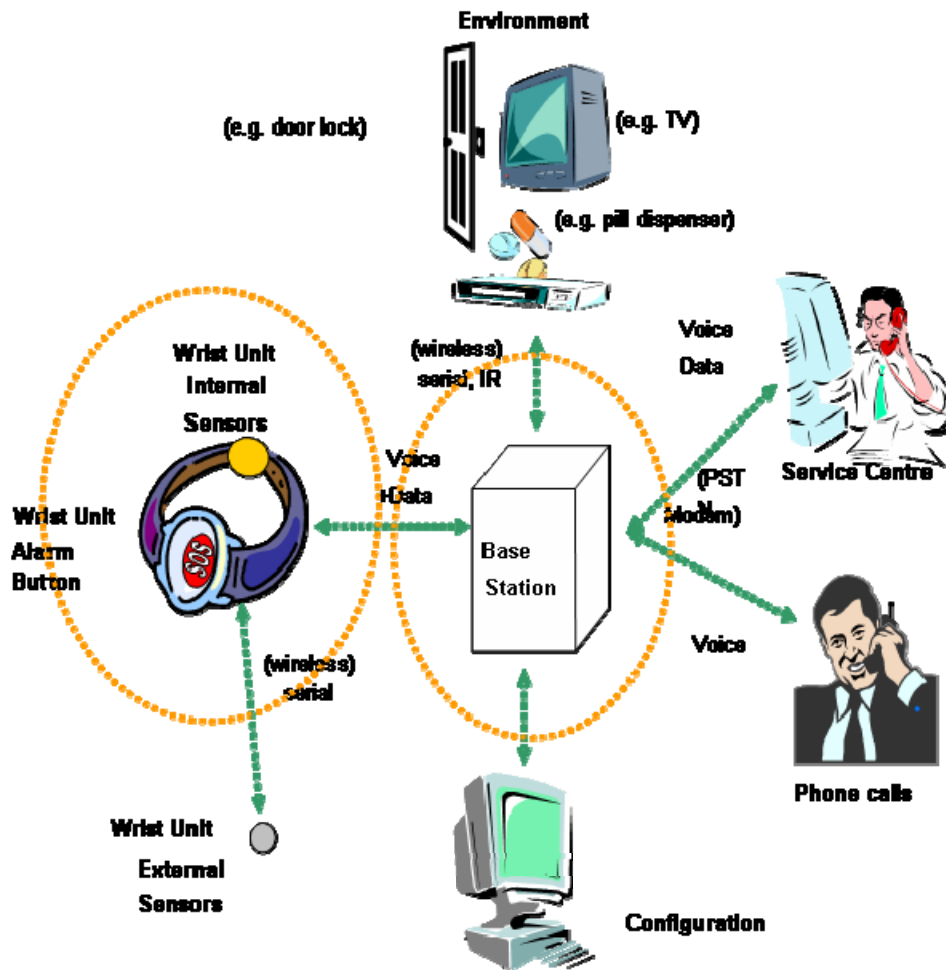 Environment
(e.g. door lock)
(e.g. TV)
(e.g. pill dispenser)
Wrist Unit
Internal
Sensors
(wireless)
serial, IR
Voice
Data
Service Centre
Voice
+Data
(PST
N
Modem)
Wrist Unit
Alarm
Button
SOS
Base
Station
(wireless)
serial
Voice
Phone calls
Wrist Unit
External
Sensors
Configuration